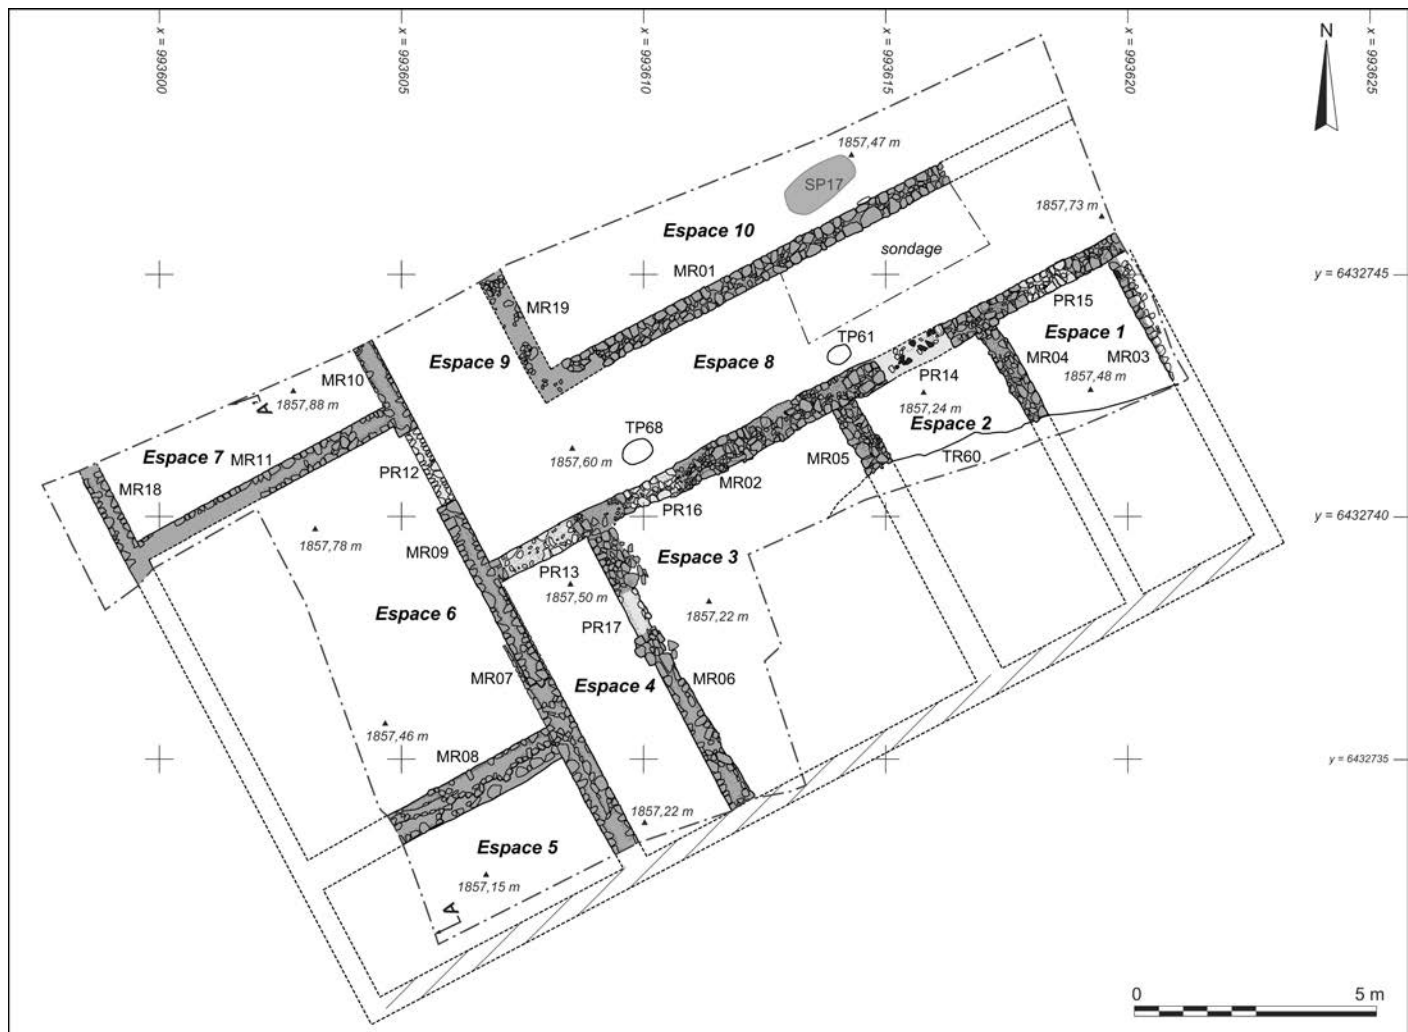 x = 993600
x = 993605
x = 993610
x = 993615
x = 993620
x = 993625
N
1857,47 m
SP17
1857,73 m
Espace 10
sondage
MR01
y = 6432745
MR19
PR15
Espace 1
TP61
MR04
MR03
Espace 9
Espace 8
MR10
PR14
1857,48 m
A
1857,88 m
1857,24 m
Espace 2
TP68
Espace 7
MR11
1857,60 m
MR05
TR60
PR12
MR18
MR02
PR16
y = 6432740
1857,78 m
MR09
Espace 3
PR13
1857,50 m
Espace 6
1857,22 m
PR17
MR07
Espace 4
MR06
1857,46 m
MR08
y = 6432735
1857,22 m
Espace 5
1857,15 m
A
0
5 m